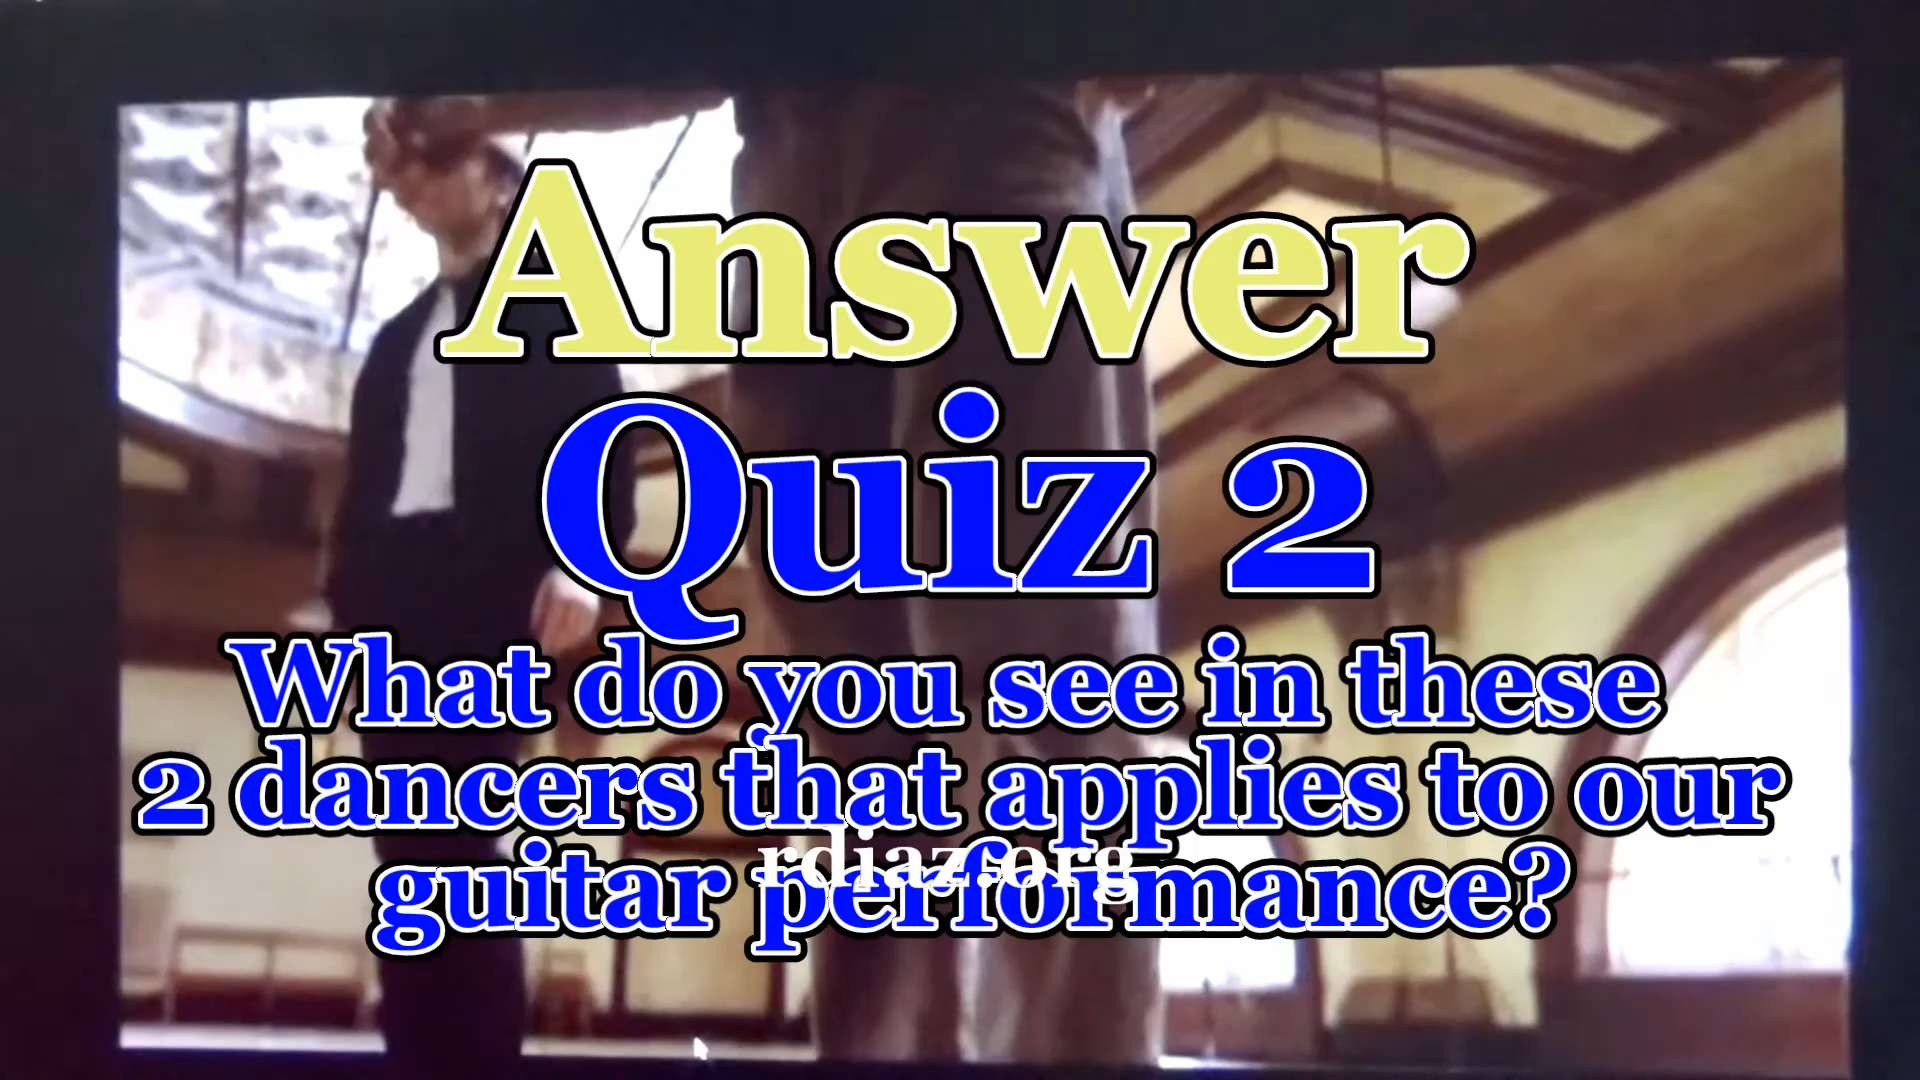 Answer
Quiz 2
What do you see in these
2 dancers that applies to our
guitar performance?
rdiaz.org